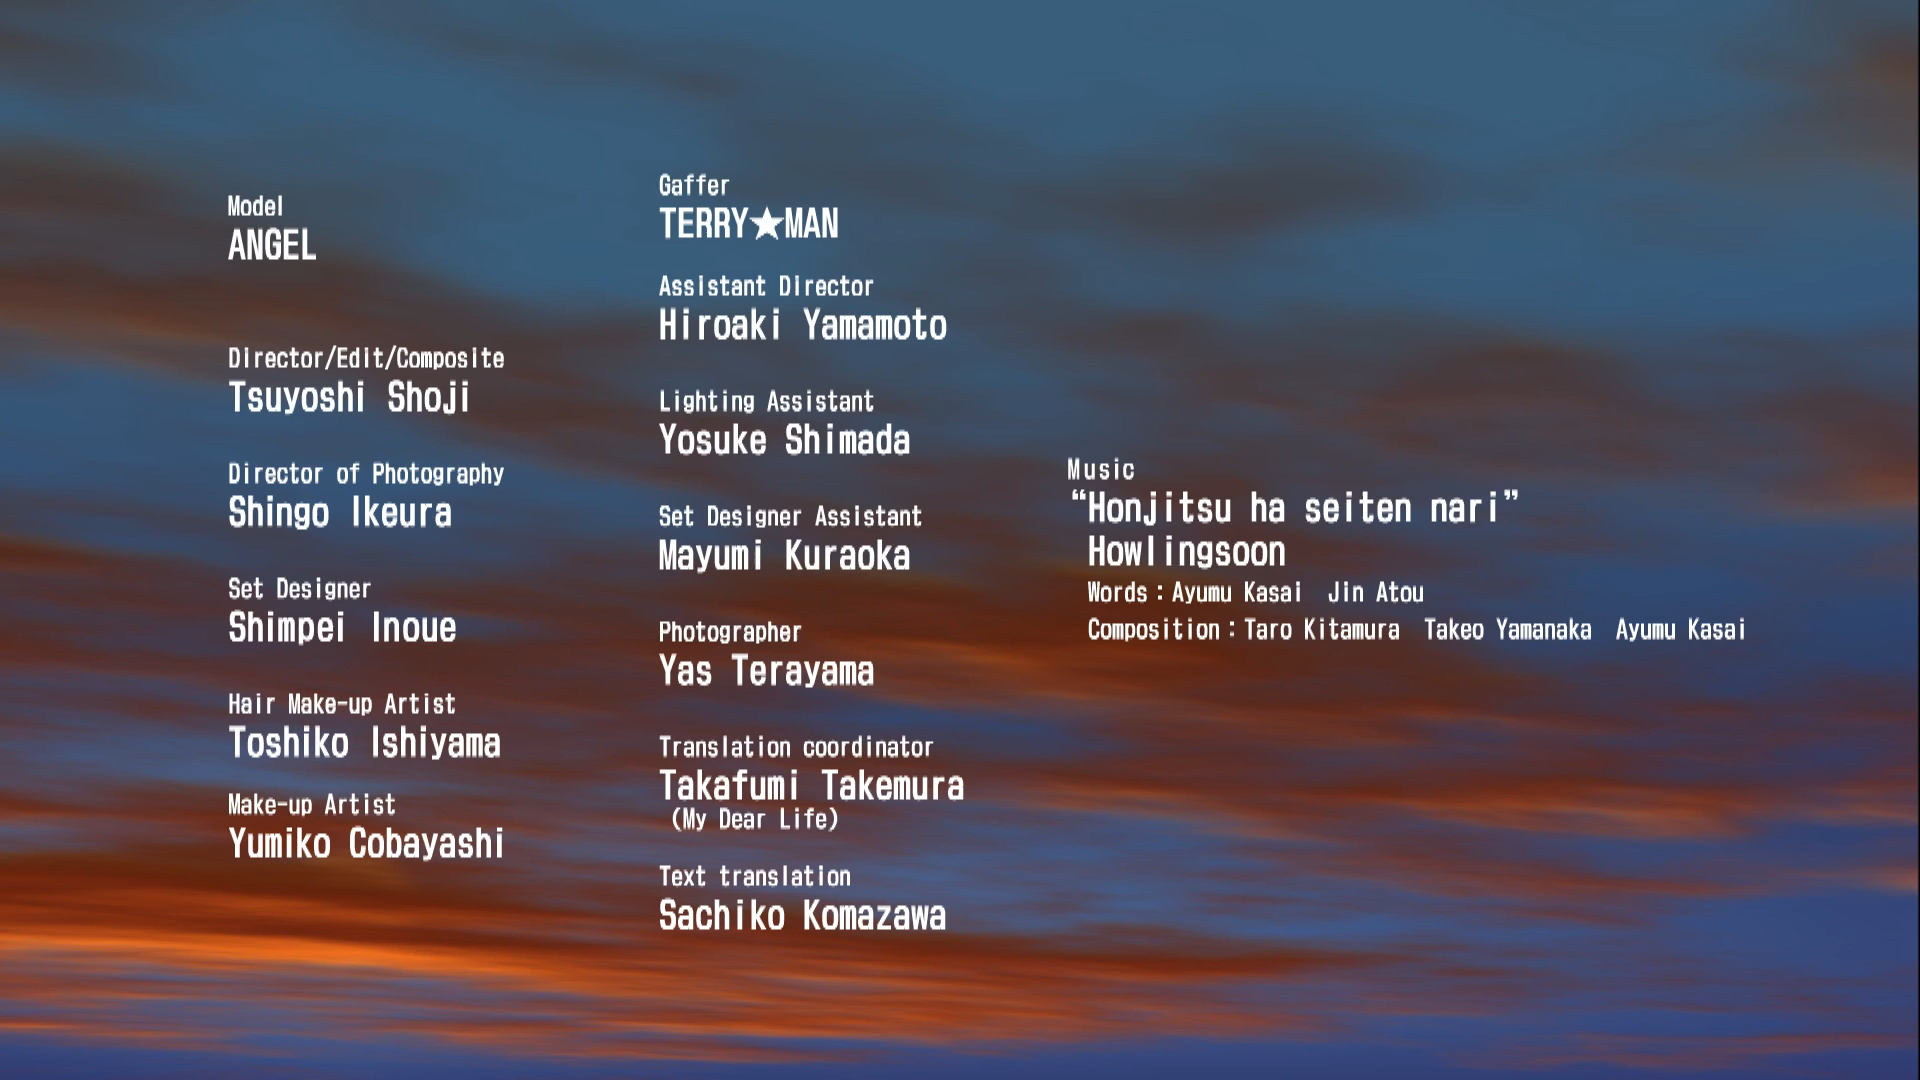 Model
ANGEL
Director/Edit/Composite
Tsuyoshi Shoji
Director of Photography
Shingo Ikeura
Set Designer
Shimpei Inoue
Hair Make-up Artist
Toshiko Ishiyama
Make-up Artist
Yumiko Cobayashi
Gaffer
TERRY★MAN
Assistant Director
Hiroaki Yamamoto
Lighting Assistant
Yosuke Shimada
Set Designer Assistant
Mayumi Kuraoka
Photographer
Yas Terayama
Translation coordinator
Takafumi Takemura
(My Dear Life)
Text translation
Sachiko Komazawa
Music
“Honjitsu ha seiten nari”
Howlingsoon
Words：Ayumu Kasai　Jin Atou
Composition：Taro Kitamura　Takeo Yamanaka　Ayumu Kasai